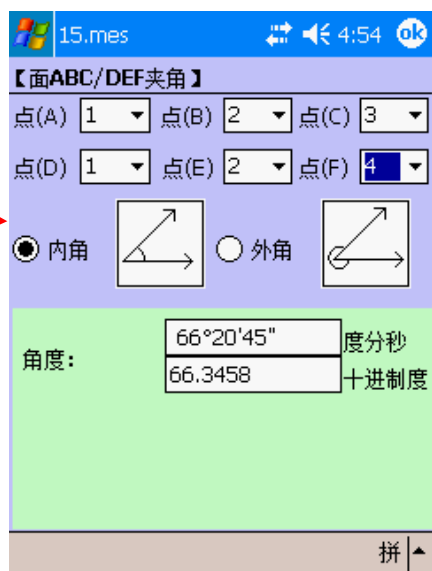 15.mes 4:54 ok
【面ABC/DEF夹角】
点(A) 1 点(B) 2 点(C) 3
点(D) 1 点(E) 2 点(F) 4
内角 外角
66°20'45" 度分秒
角度:
66.3458 十进制度
拼